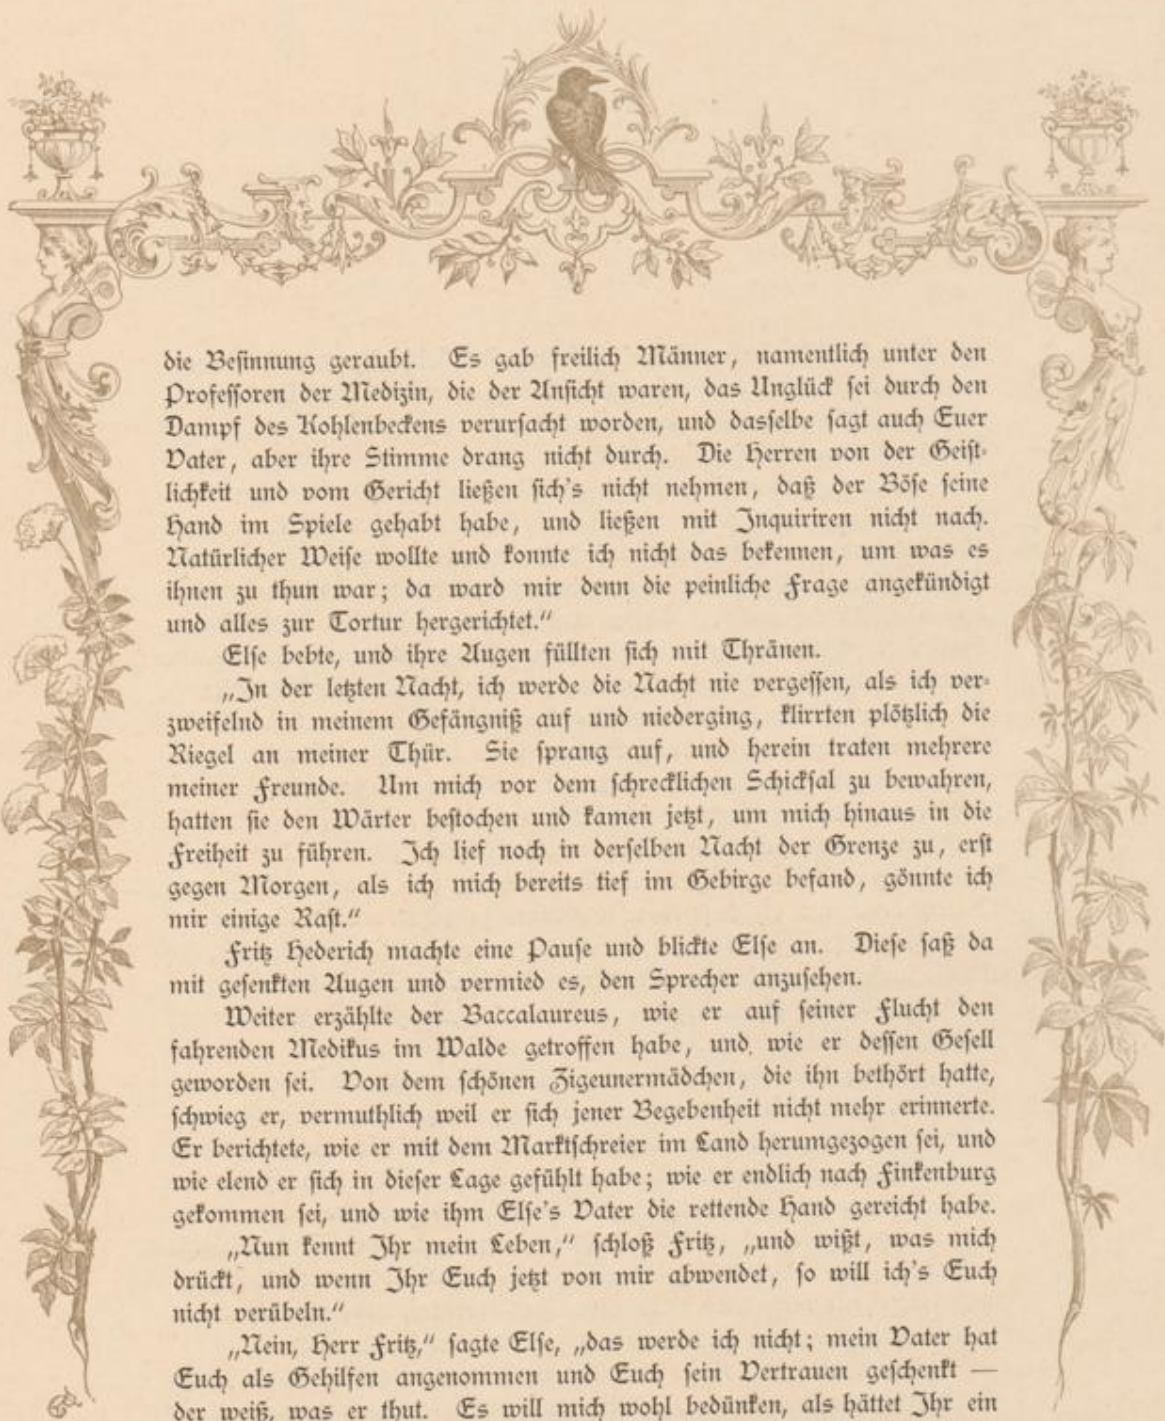 die Besinnung geraubt. Es gab freilich Männer, namentlich unter den
Professoren der Medizin, die der Ansicht waren, das Unglück sei durch den
Dampf des Kohlenbeckens verursacht worden, und dasselbe sagt auch Euer
Vater, aber ihre Stimme drang nicht durch. Die Herren von der Geist-
lichkeit und vom Gericht ließen sich's nicht nehmen, daß der Böse seine
Hand im Spiele gehabt habe, und ließen mit Inquiriren nicht nach.
Natürlicher Weise wollte und konnte ich nicht das bekennen, um was es
ihnen zu thun war; da ward mir denn die peinliche Frage angekündigt
und alles zur Tortur hergerichtet.“
Else bebte, und ihre Augen füllten sich mit Thränen.
„In der letzten Nacht, ich werde die Nacht nie vergessen, als ich ver-
zweifelnd in meinem Gefängniß auf und niederging, klirrten plötzlich die
Riegel an meiner Thür. Sie sprang auf, und herein traten mehrere
meiner Freunde. Um mich vor dem schrecklichen Schicksal zu bewahren,
hatten sie den Wärter bestochen und kamen jetzt, um mich hinaus in die
Freiheit zu führen. Ich lief noch in derselben Nacht der Grenze zu, erst
gegen Morgen, als ich mich bereits tief im Gebirge befand, gönnte ich
mir einige Rast.“
Fritz Hederich machte eine Pause und blickte Else an. Diese saß da
mit gesenkten Augen und vermied es, den Sprecher anzusehen.
Weiter erzählte der Baccalaureus, wie er auf seiner Flucht den
fahrenden Medikus im Walde getroffen habe, und wie er dessen Gesell
geworden sei. Von dem schönen Zigeunermädchen, die ihn bethört hatte,
schwieg er, vermuthlich weil er sich jener Begebenheit nicht mehr erinnerte.
Er berichtete, wie er mit dem Marktschreier im Land herumgezogen sei, und
wie elend er sich in dieser Lage gefühlt habe; wie er endlich nach Finkenburg
gekommen sei, und wie ihm Else's Vater die rettende Hand gereicht habe.
„Nun kennt Ihr mein Leben,“ schloß Fritz, „und wißt, was mich
drückt, und wenn Ihr Euch jetzt von mir abwendet, so will ich's Euch
nicht verübeln.“
„Nein, Herr Fritz,“ sagte Else, „das werde ich nicht; mein Vater hat
Euch als Gehilfen angenommen und Euch sein Vertrauen geschenkt —
der weiß, was er thut. Es will mich wohl bedünken, als hättet Ihr ein